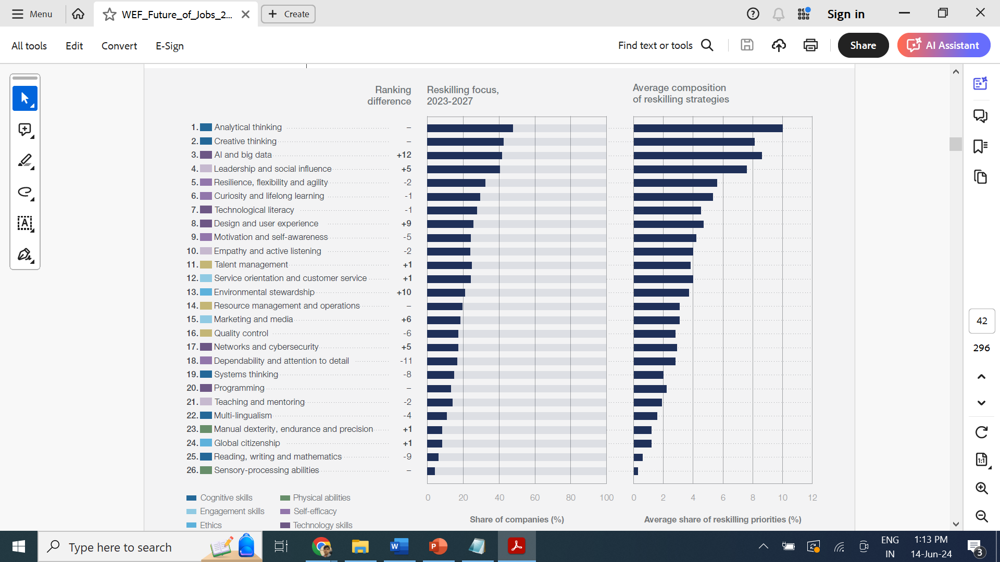 Menu
WEF_Future_of_Jobs_2...
Create
Sign in
All tools
Edit
Convert
E-Sign
Find text or tools
Share
AI Assistant
Ranking difference
Reskilling focus, 2023-2027
Average composition of reskilling strategies
1. Analytical thinking –
2. Creative thinking –
3. AI and big data +12
4. Leadership and social influence +5
5. Resilience, flexibility and agility -2
6. Curiosity and lifelong learning -1
7. Technological literacy -1
8. Design and user experience +9
9. Motivation and self-awareness -5
10. Empathy and active listening -2
11. Talent management +1
12. Service orientation and customer service +1
13. Environmental stewardship +10
14. Resource management and operations –
15. Marketing and media +6
16. Quality control -6
17. Networks and cybersecurity +5
18. Dependability and attention to detail -11
19. Systems thinking -8
20. Programming –
21. Teaching and mentoring -2
22. Multi-lingualism -4
23. Manual dexterity, endurance and precision +1
24. Global citizenship +1
25. Reading, writing and mathematics -9
26. Sensory-processing abilities –
0 20 40 60 80 100
Share of companies (%)
0 2 4 6 8 10 12
Average share of reskilling priorities (%)
Cognitive skills
Physical abilities
Engagement skills
Self-efficacy
Ethics
Technology skills
42
296
1:1
Type here to search
ENG
IN
1:13 PM
14-Jun-24
3